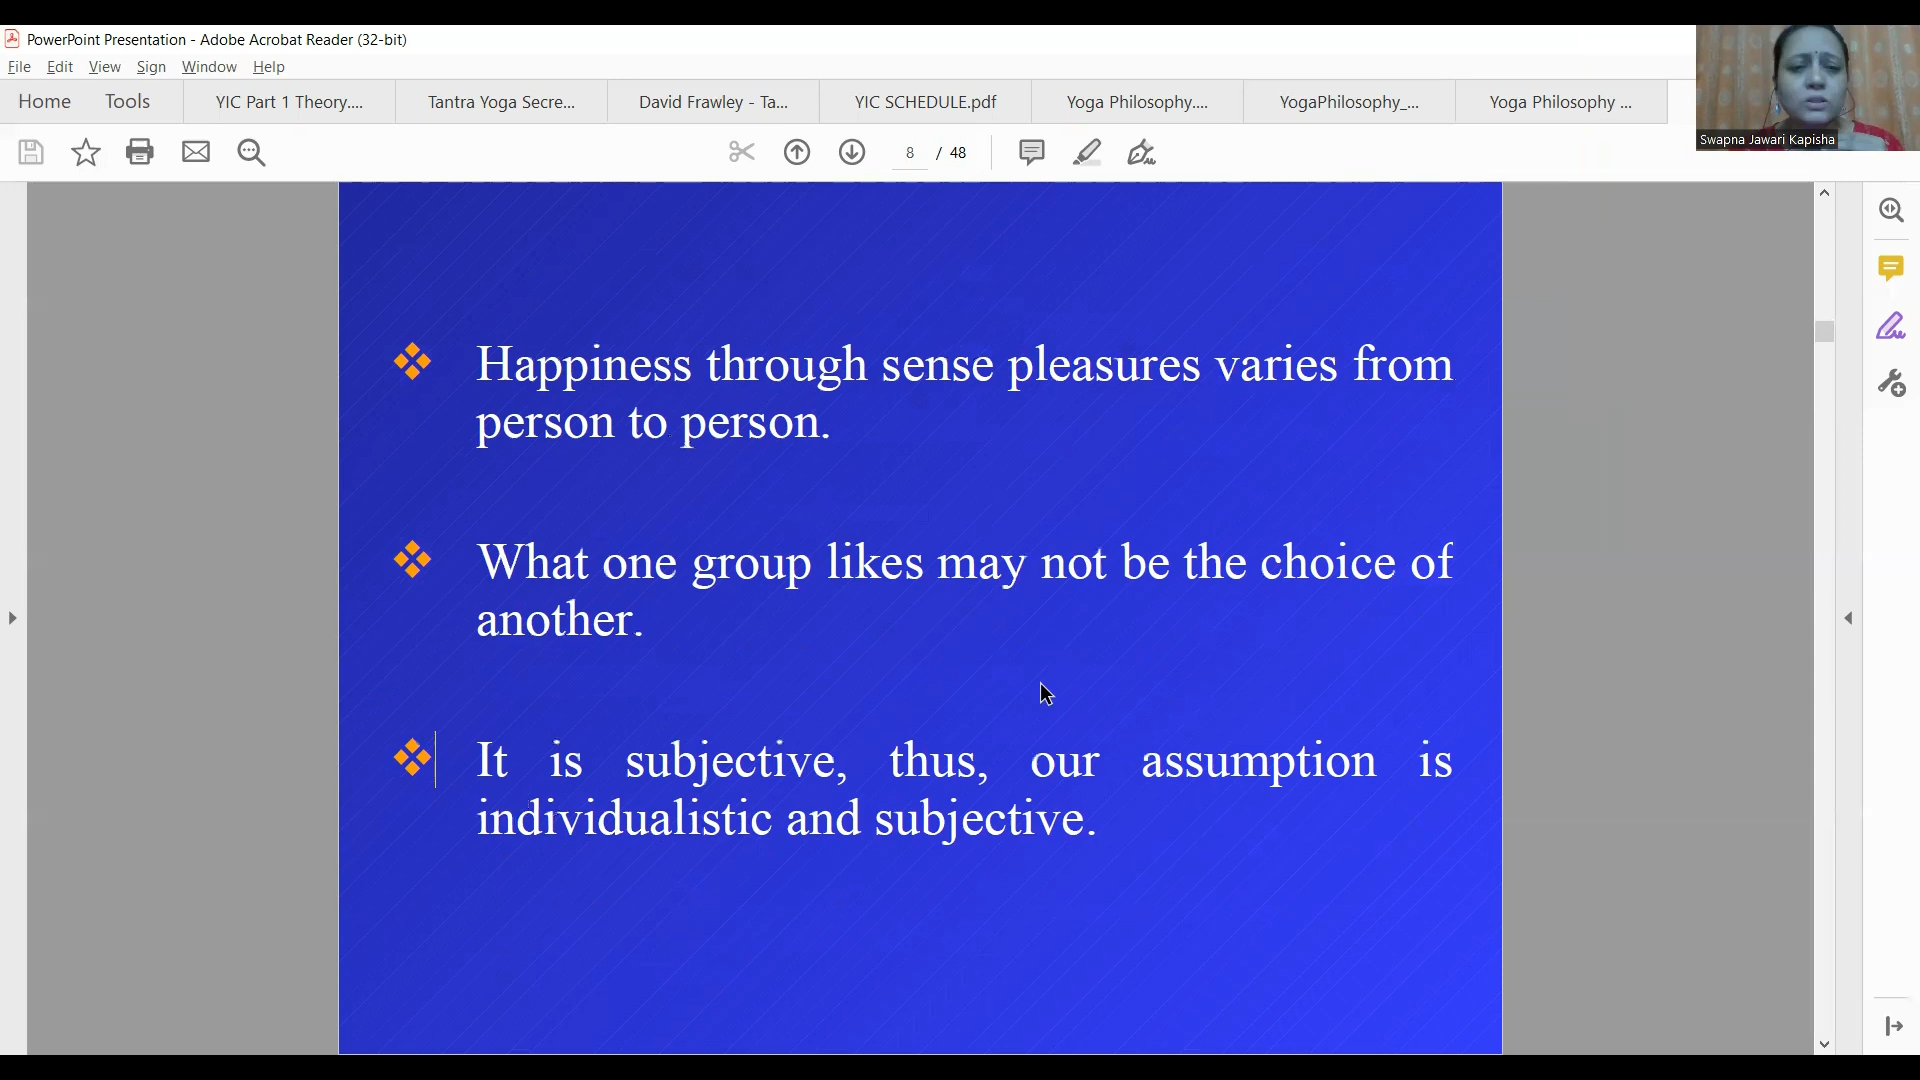 PowerPoint Presentation - Adobe Acrobat Reader (32-bit)
File Edit View Sign Window Help
Home Tools YIC Part 1 Theory.... Tantra Yoga Secre... David Frawley - Ta... YIC SCHEDULE.pdf Yoga Philosophy.... YogaPhilosophy_... Yoga Philosophy ...
Swapna Jawari Kapisha
8 / 48
Happiness through sense pleasures varies from
person to person.
What one group likes may not be the choice of
another.
It is subjective, thus, our assumption is
individualistic and subjective.